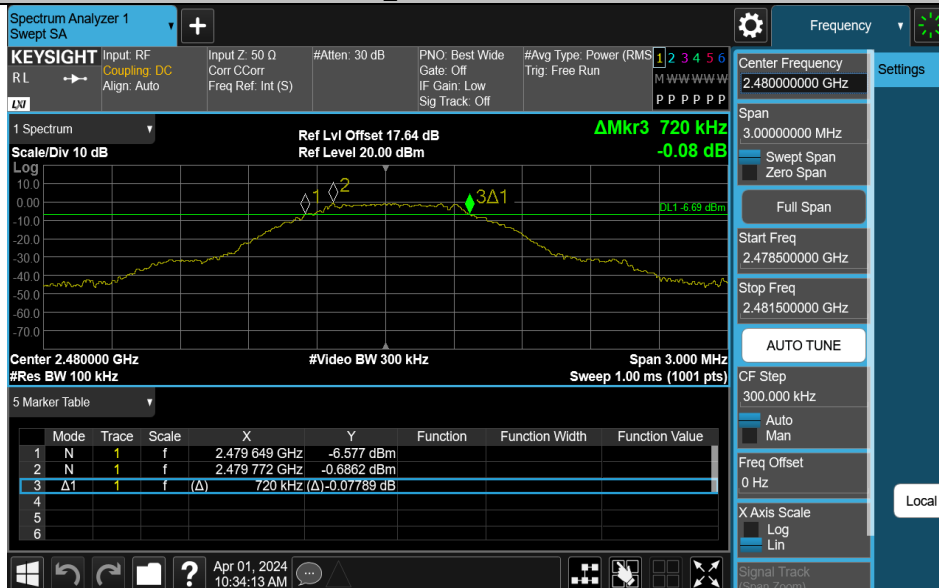 Spectrum Analyzer 1
Swept SA
+
Frequency
KEYSIGHT
RL
LXI
Input: RF
Coupling: DC
Align: Auto
Input Z: 50 Ω
Corr CCorr
Freq Ref: Int (S)
#Atten: 30 dB
PNO: Best Wide
Gate: Off
IF Gain: Low
Sig Track: Off
#Avg Type: Power (RMS
Trig: Free Run
1 2 3 4 5 6
M W W W W W
P P P P P P
1 Spectrum
Scale/Div 10 dB
Ref Lvl Offset 17.64 dB
Ref Level 20.00 dBm
ΔMkr3 720 kHz
-0.08 dB
Log
10.0
0.00
-10.0
-20.0
-30.0
-40.0
-50.0
-60.0
-70.0
1
2
3Δ1
DL1 -6.69 dBm
Center 2.480000 GHz
#Video BW 300 kHz
Span 3.000 MHz
#Res BW 100 kHz
Sweep 1.00 ms (1001 pts)
5 Marker Table
Mode Trace Scale X Y Function Function Width Function Value
1 N 1 f 2.479 649 GHz -6.577 dBm
2 N 1 f 2.479 772 GHz -0.6862 dBm
3 Δ1 1 f (Δ) 720 kHz (Δ) -0.07789 dB
4
5
6
?
Apr 01, 2024
10:34:13 AM
Center Frequency
2.480000000 GHz
Span
3.00000000 MHz
Swept Span
Zero Span
Full Span
Start Freq
2.478500000 GHz
Stop Freq
2.481500000 GHz
AUTO TUNE
CF Step
300.000 kHz
Auto
Man
Freq Offset
0 Hz
X Axis Scale
Log
Lin
Signal Track
(Span Zoom)
Settings
Local